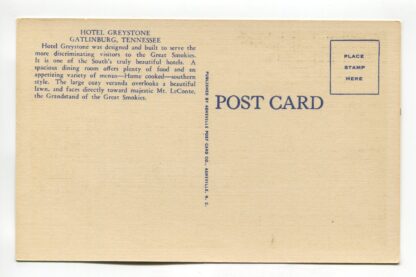 HOTEL GREYSTONE
GATLINBURG, TENNESSEE
Hotel Greystone was designed and built to serve the
more discriminating visitors to the Great Smokies.
It is one of the South's truly beautiful hotels. A
spacious dining room offers plenty of food and an
appetizing variety of menus—Home cooked—southern
style. The large cozy veranda overlooks a beautiful
lawn, and faces directly toward majestic Mt. LeConte,
the Grandstand of the Great Smokies.
PUBLISHED BY ASHEVILLE POST CARD CO., ASHEVILLE, N. C.
POST CARD
PLACE
STAMP
HERE